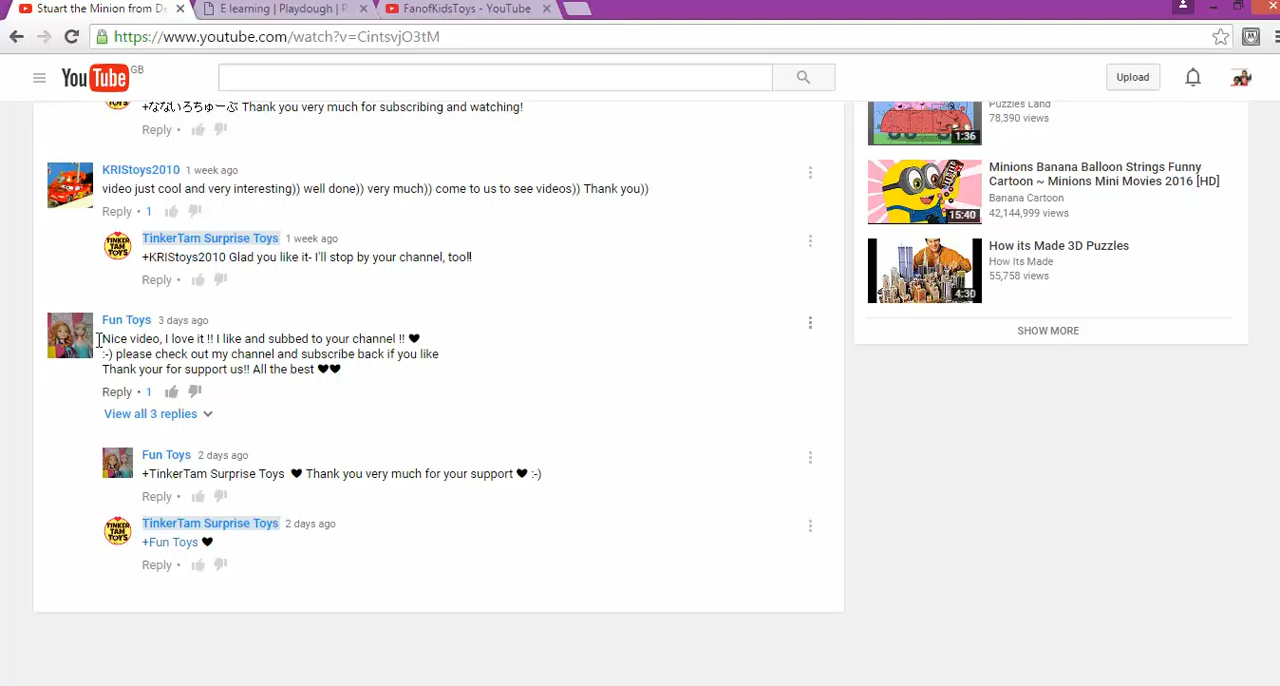 Stuart the Minion from De
E learning | Playdough | P
FanofKidsToys - YouTube
https://www.youtube.com/watch?v=CintsvjO3tM
YouTube GB
Upload
+なないろちゅーぶ Thank you very much for subscribing and watching!
Reply •
KRIStoys2010 1 week ago
video just cool and very interesting)) well done)) very much)) come to us to see videos)) Thank you))
Reply • 1
TINKER TAM TOYS
TinkerTam Surprise Toys 1 week ago
+KRIStoys2010 Glad you like it- I'll stop by your channel, too!!
Reply •
Fun Toys 3 days ago
Nice video, I love it !! I like and subbed to your channel !! ♥
:-) please check out my channel and subscribe back if you like
Thank your for support us!! All the best ♥♥
Reply • 1
View all 3 replies
Fun Toys 2 days ago
+TinkerTam Surprise Toys ♥ Thank you very much for your support ♥ :-)
Reply •
TINKER TAM TOYS
TinkerTam Surprise Toys 2 days ago
+Fun Toys ♥
Reply •
1:36
Puzzles Land
78,390 views
15:40
Minions Banana Balloon Strings Funny
Cartoon ~ Minions Mini Movies 2016 [HD]
Banana Cartoon
42,144,999 views
4:30
How its Made 3D Puzzles
How Its Made
55,758 views
SHOW MORE